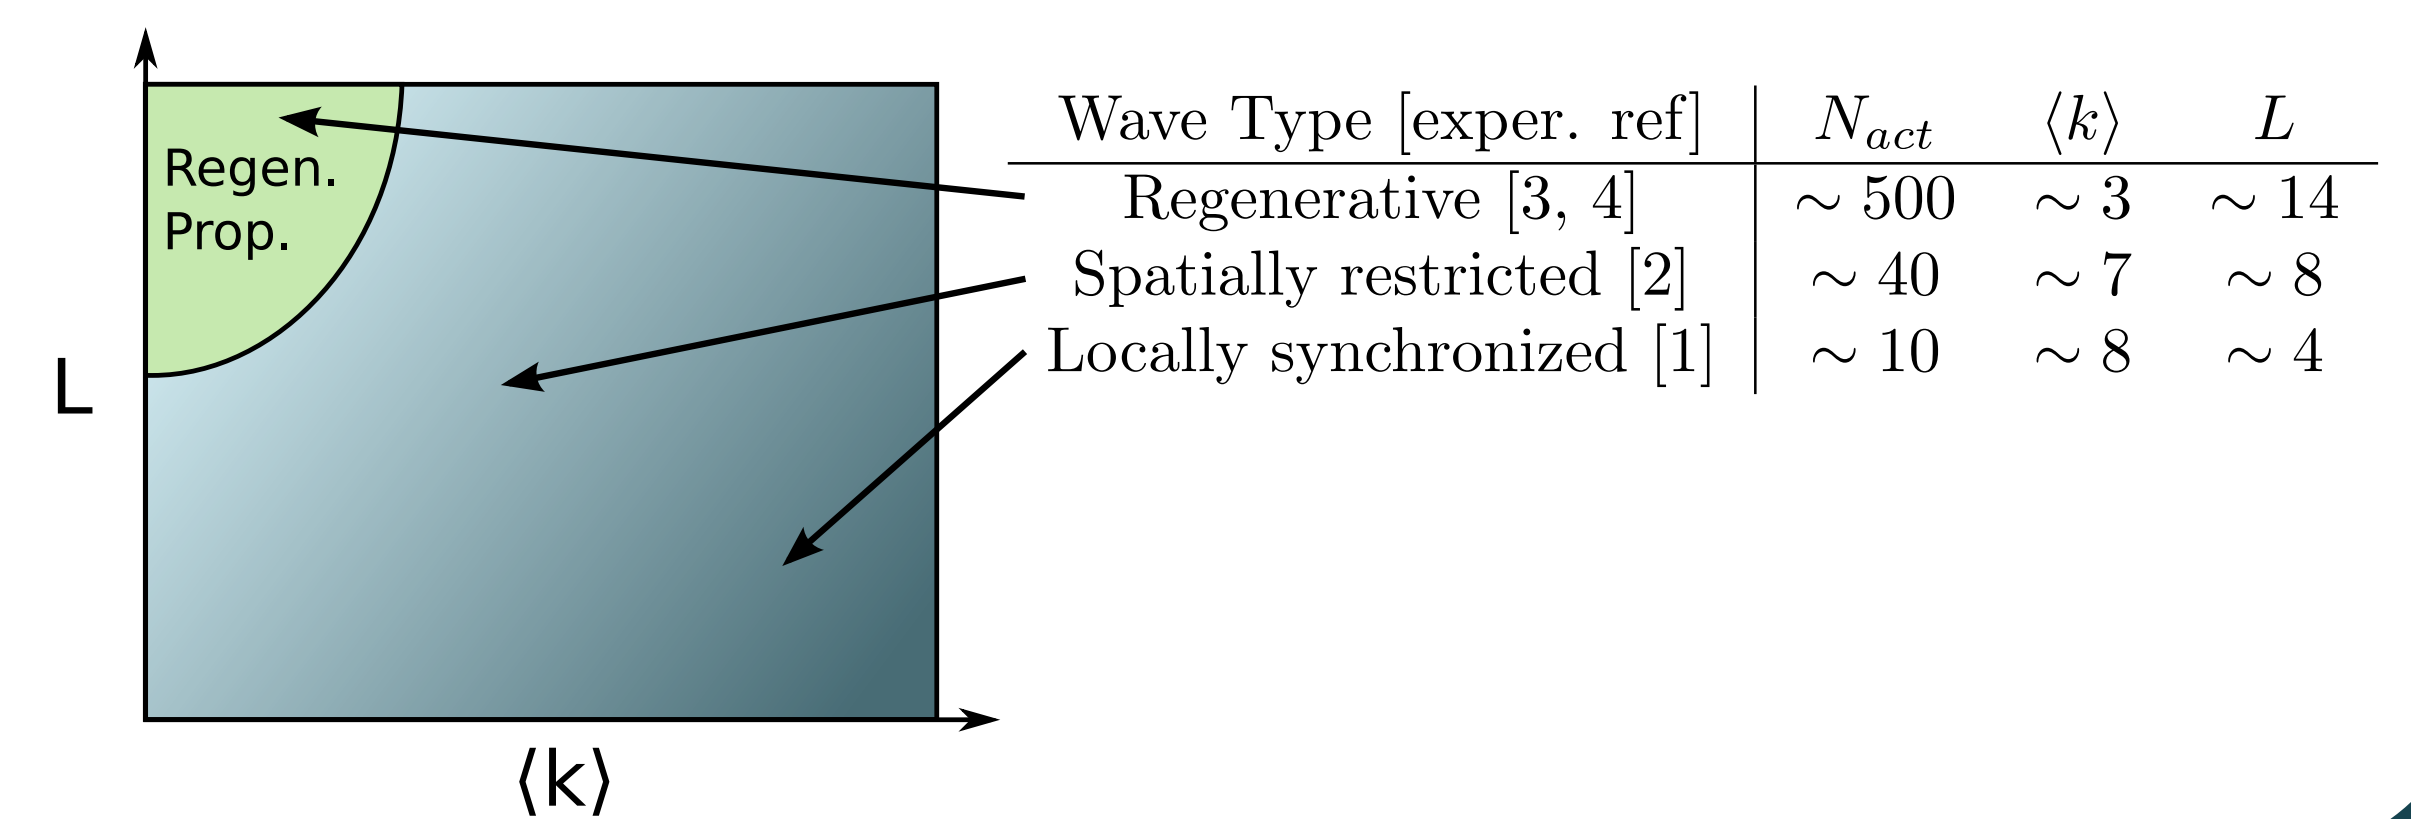 Regen.
Prop.
L
⟨k⟩
Wave Type [exper. ref] N_act ⟨k⟩ L
Regenerative [3, 4] ∼ 500 ∼ 3 ∼ 14
Spatially restricted [2] ∼ 40 ∼ 7 ∼ 8
Locally synchronized [1] ∼ 10 ∼ 8 ∼ 4